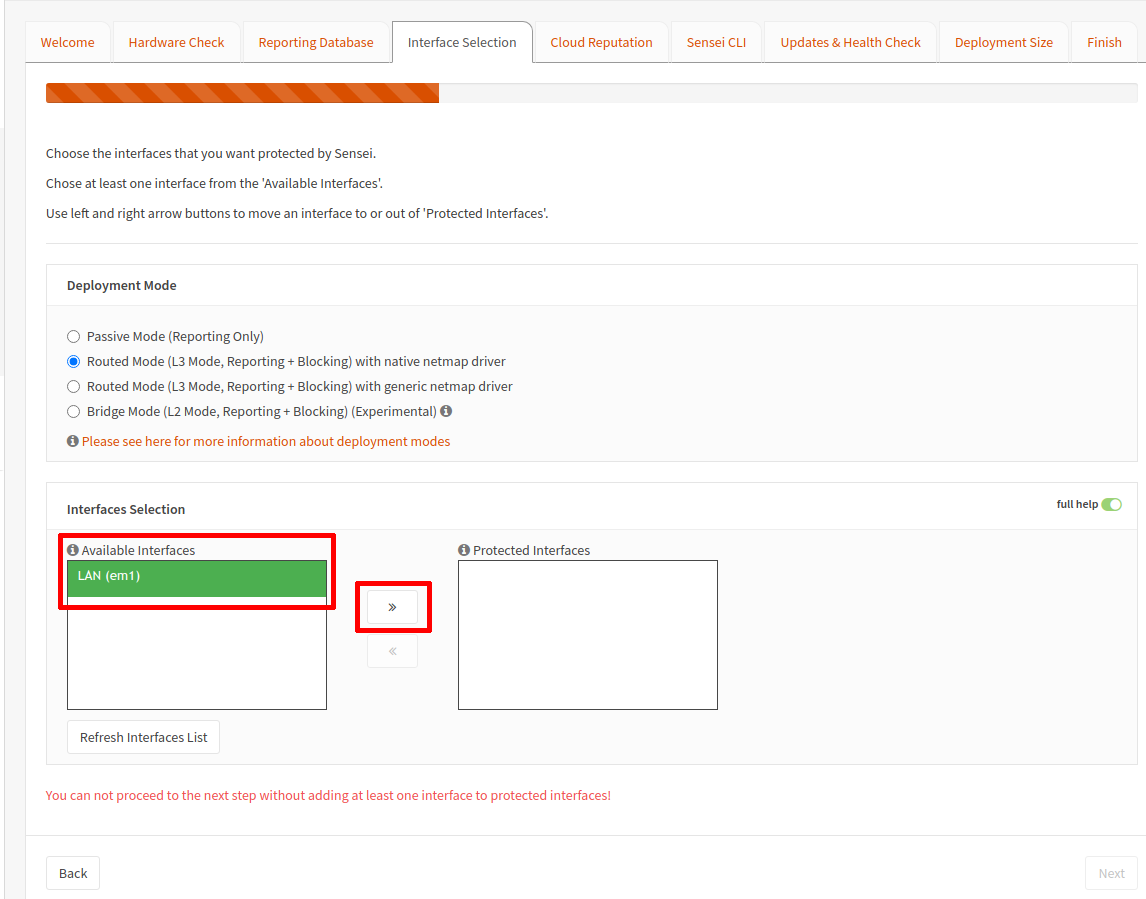 Welcome
Hardware Check
Reporting Database
Interface Selection
Cloud Reputation
Sensei CLI
Updates & Health Check
Deployment Size
Finish
Choose the interfaces that you want protected by Sensei.
Chose at least one interface from the 'Available Interfaces'.
Use left and right arrow buttons to move an interface to or out of 'Protected Interfaces'.
Deployment Mode
Passive Mode (Reporting Only)
Routed Mode (L3 Mode, Reporting + Blocking) with native netmap driver
Routed Mode (L3 Mode, Reporting + Blocking) with generic netmap driver
Bridge Mode (L2 Mode, Reporting + Blocking) (Experimental)
Please see here for more information about deployment modes
Interfaces Selection
full help
Available Interfaces
Protected Interfaces
LAN (em1)
»
«
Refresh Interfaces List
You can not proceed to the next step without adding at least one interface to protected interfaces!
Back
Next